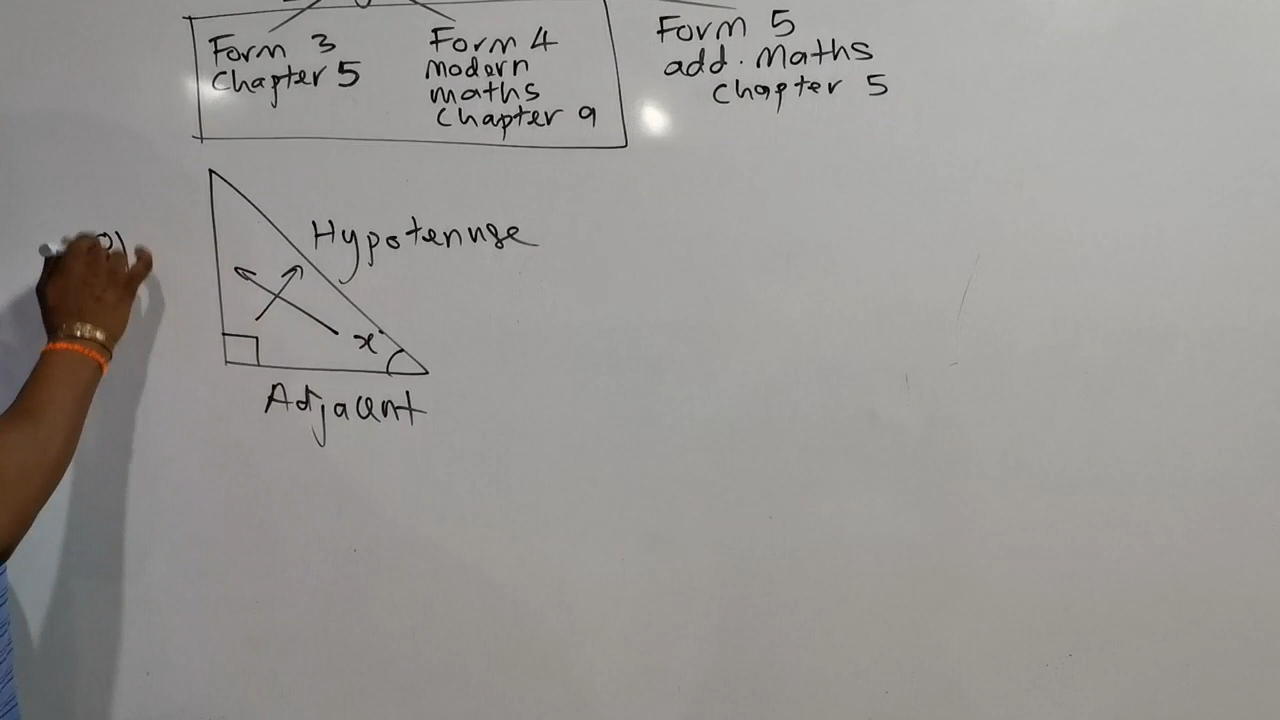 Form 3
Chapter 5
Form 4
modern
maths
Chapter 9
Form 5
add. Maths
Chapter 5
Hypotenuse
x
Adjacent